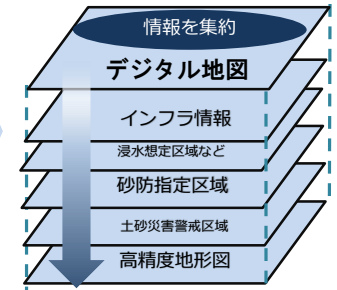 情報を集約
デジタル地図
インフラ情報
浸水想定区域など
砂防指定区域
土砂災害警戒区域
高精度地形図